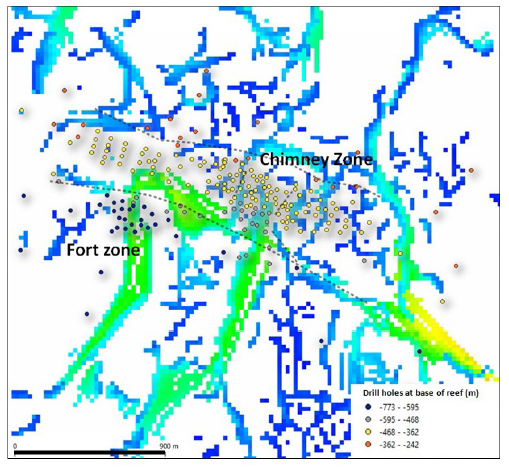 Chimney Zone
Fort zone
Drill holes at base of reef (m)
-773 - -595
-595 - -468
-468 - -362
-362 - -242
0
900 m